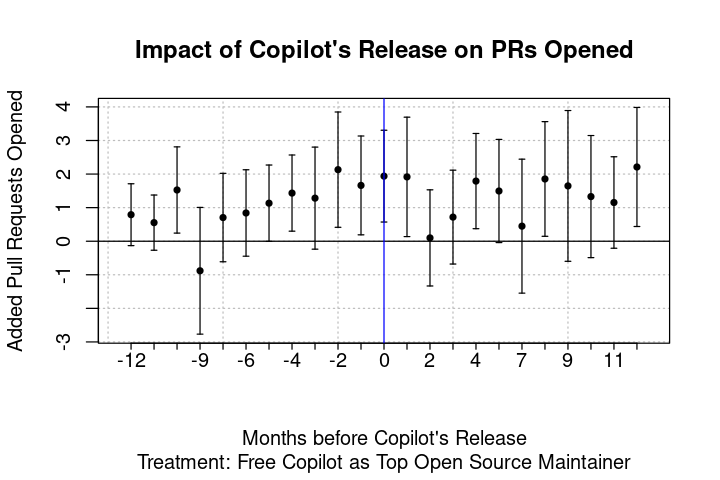 Impact of Copilot's Release on PRs Opened
Added Pull Requests Opened
4
3
2
1
0
-1
-3
-12 -9 -6 -4 -2 0 2 4 7 9 11
Months before Copilot's Release
Treatment: Free Copilot as Top Open Source Maintainer